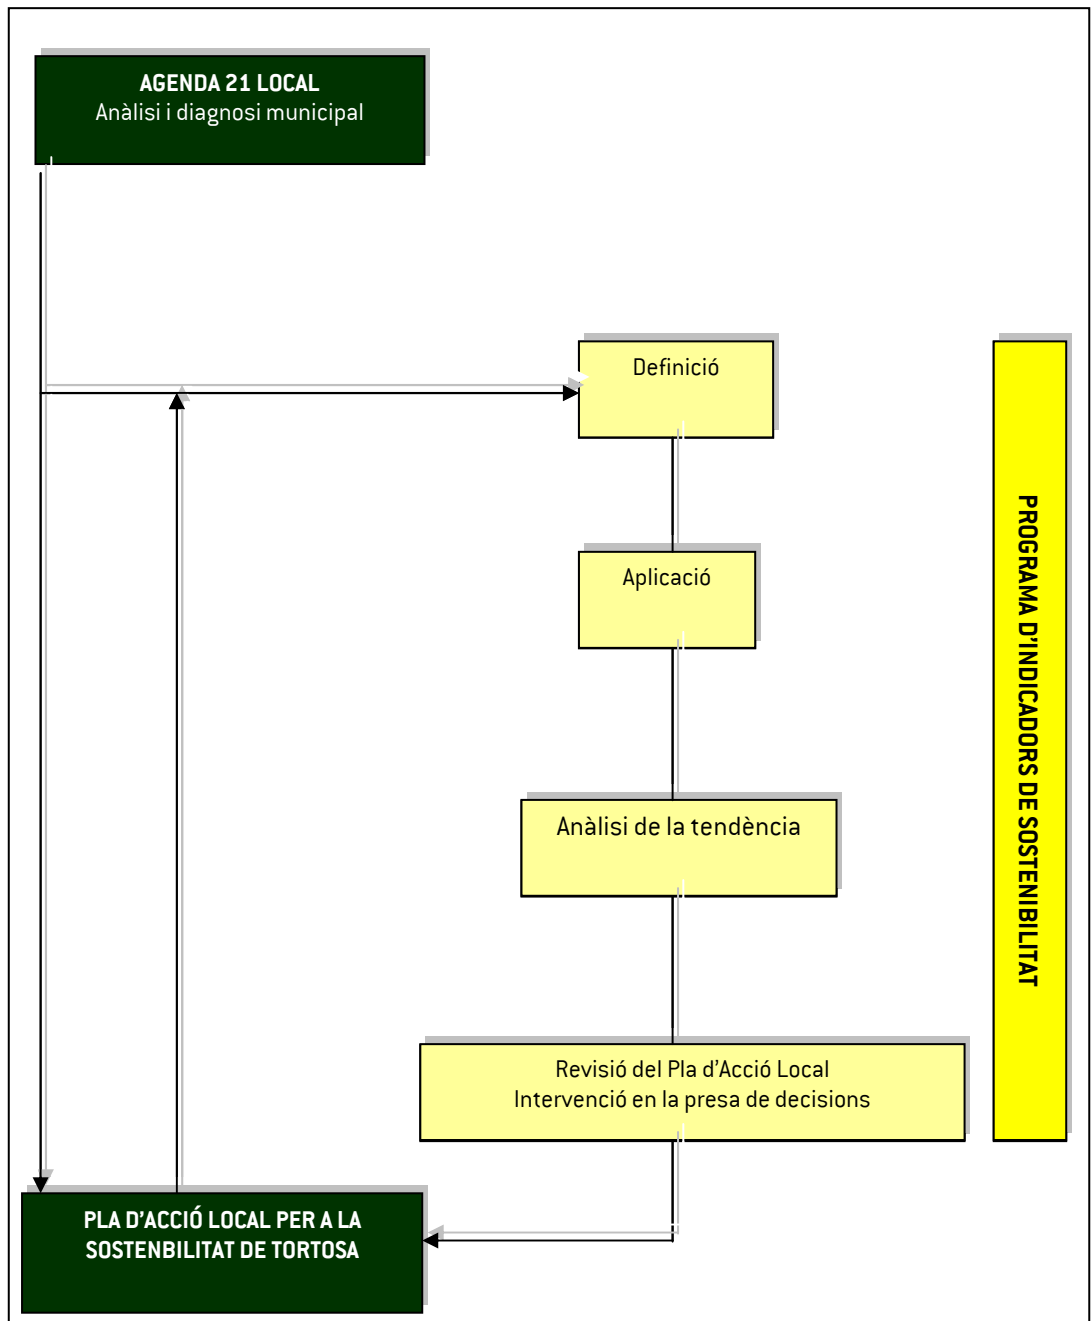 AGENDA 21 LOCAL
Anàlisi i diagnosi municipal
Definició
Aplicació
Anàlisi de la tendència
Revisió del Pla d’Acció Local
Intervenció en la presa de decisions
PROGRAMA D’INDICADORS DE SOSTENIBILITAT
PLA D’ACCIÓ LOCAL PER A LA
SOSTENBILITAT DE TORTOSA